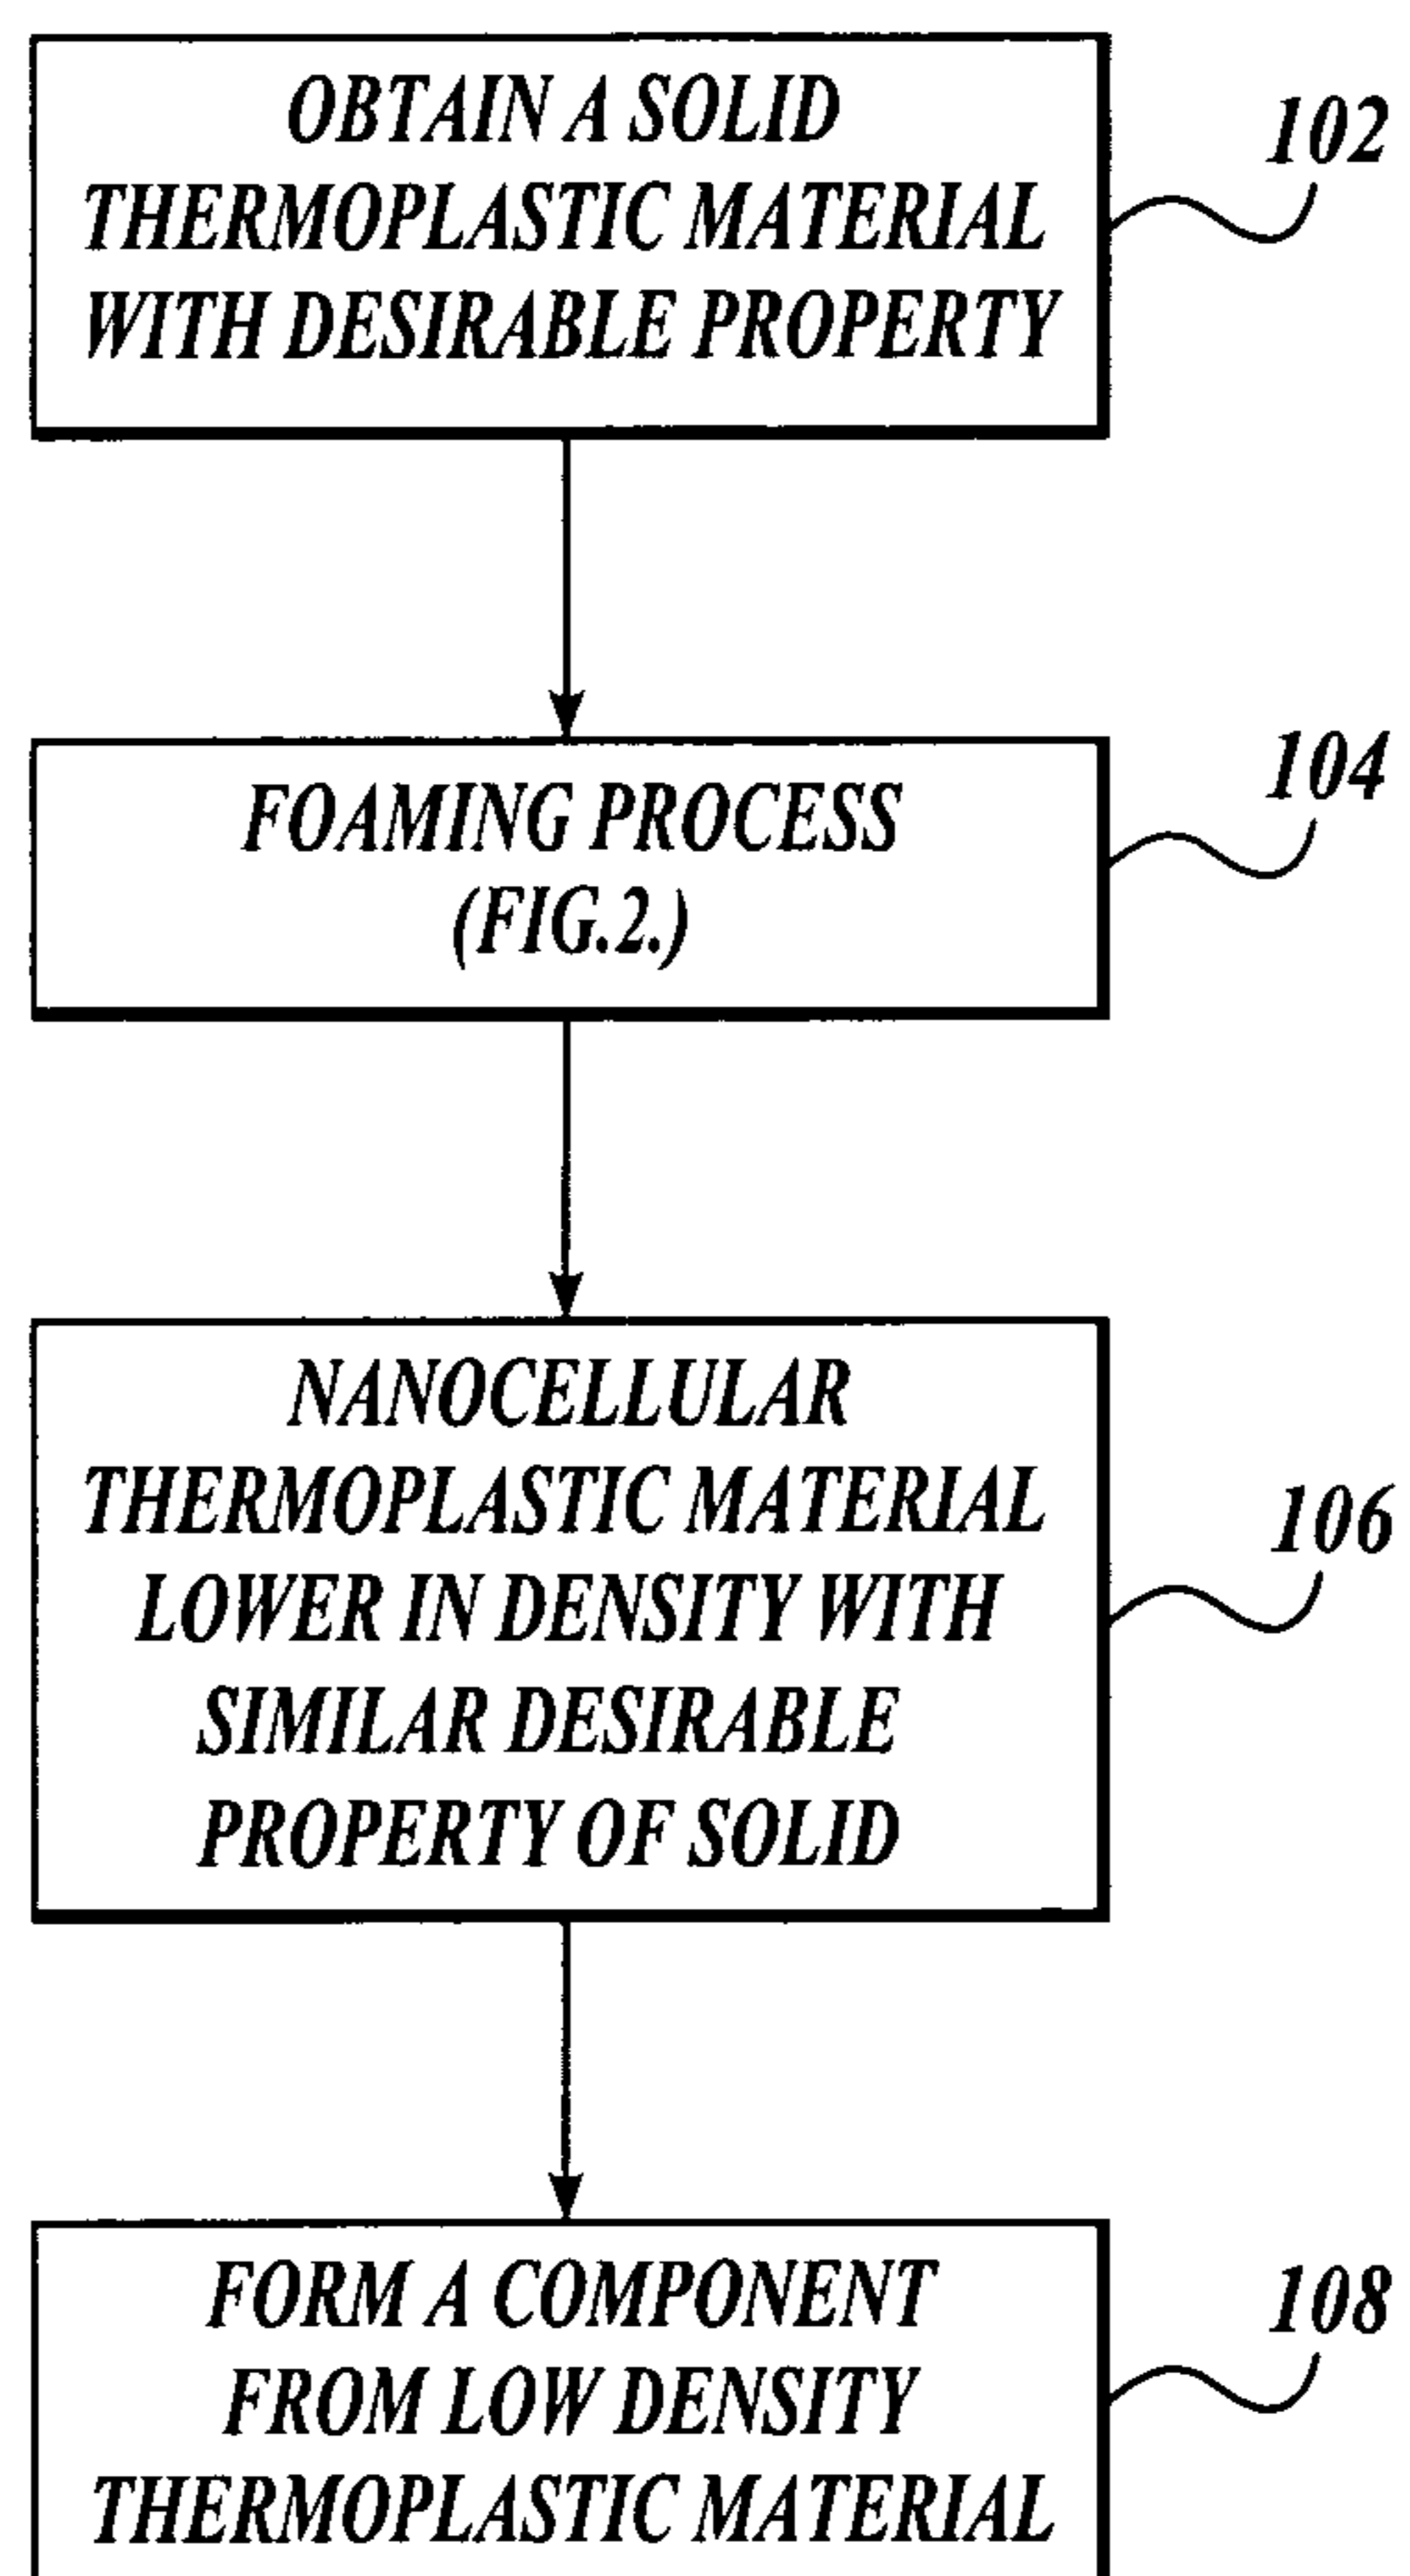 OBTAIN A SOLID
THERMOPLASTIC MATERIAL
WITH DESIRABLE PROPERTY
102
FOAMING PROCESS
(FIG.2.)
104
NANOCELLULAR
THERMOPLASTIC MATERIAL
LOWER IN DENSITY WITH
SIMILAR DESIRABLE
PROPERTY OF SOLID
106
FORM A COMPONENT
FROM LOW DENSITY
THERMOPLASTIC MATERIAL
108